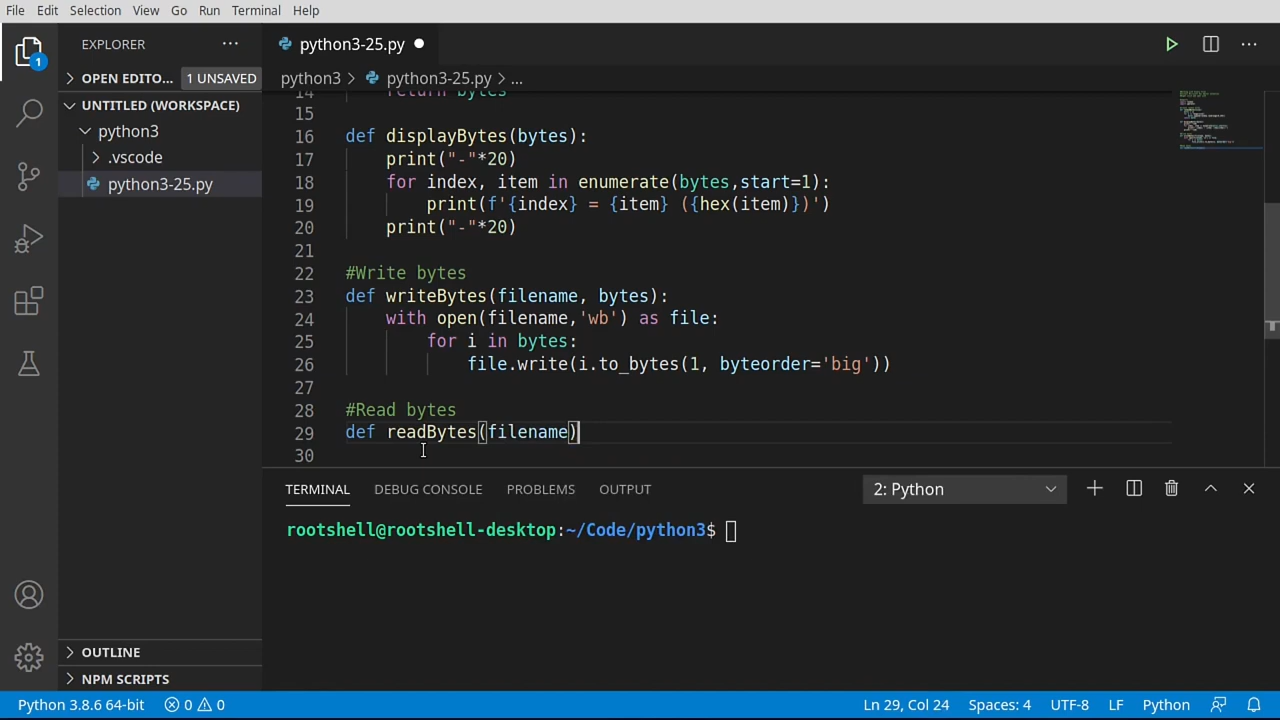 File Edit Selection View Go Run Terminal Help
EXPLORER ···
python3-25.py
1
OPEN EDITO... 1 UNSAVED
python3 > python3-25.py > ...
UNTITLED (WORKSPACE)
python3
.vscode
python3-25.py
14 return bytes
15
16 def displayBytes(bytes):
17 print("-"*20)
18 for index, item in enumerate(bytes,start=1):
19 print(f'{index} = {item} ({hex(item)})')
20 print("-"*20)
21
22 #Write bytes
23 def writeBytes(filename, bytes):
24 with open(filename,'wb') as file:
25 for i in bytes:
26 file.write(i.to_bytes(1, byteorder='big'))
27
28 #Read bytes
29 def readBytes(filename)
30
TERMINAL DEBUG CONSOLE PROBLEMS OUTPUT 2: Python
rootshell@rootshell-desktop:~/Code/python3$
OUTLINE
NPM SCRIPTS
Python 3.8.6 64-bit 0 0 Ln 29, Col 24 Spaces: 4 UTF-8 LF Python